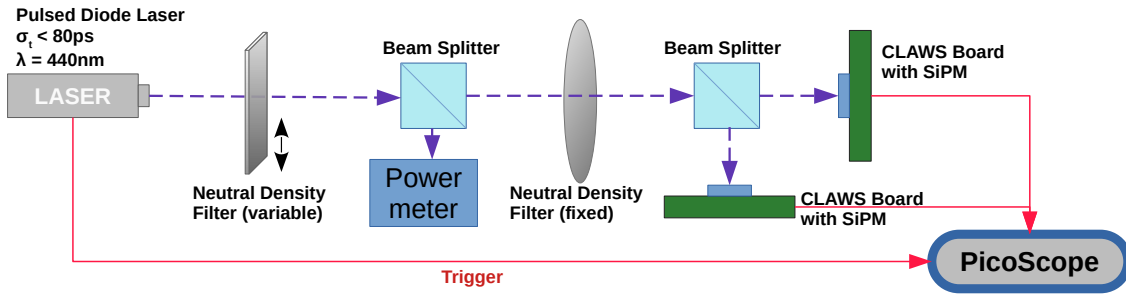 Pulsed Diode Laser
σt < 80ps
λ = 440nm
LASER
Beam Splitter
Beam Splitter
CLAWS Board
with SiPM
Neutral Density
Filter (variable)
Power
meter
Neutral Density
Filter (fixed)
CLAWS Board
with SiPM
PicoScope
Trigger